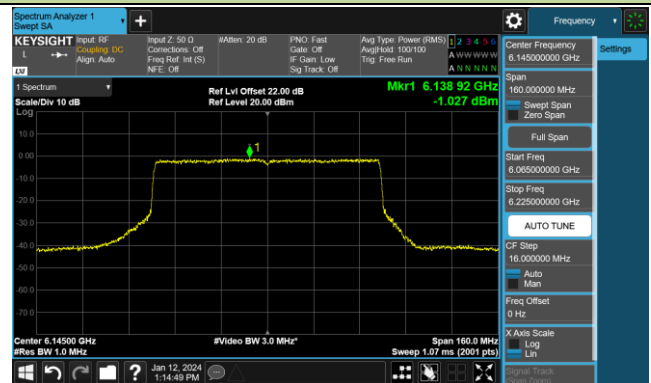 Spectrum Analyzer 1
Swept SA
Frequency
KEYSIGHT
L
LXI
Input: RF
Coupling: DC
Align: Auto
Input Z: 50 Ω
Corrections: Off
Freq Ref: Int (S)
NFE: Off
#Atten: 20 dB
PNO: Fast
Gate: Off
IF Gain: Low
Sig Track: Off
Avg Type: Power (RMS)
Avg|Hold: 100/100
Trig: Free Run
1 2 3 4 5 6
A W W W W W
A N N N N N
1 Spectrum
Scale/Div 10 dB
Log
Ref Lvl Offset 22.00 dB
Ref Level 20.00 dBm
Mkr1 6.138 92 GHz
-1.027 dBm
1
10.0
0.00
-10.0
-20.0
-30.0
-40.0
-50.0
-60.0
-70.0
Center 6.14500 GHz
#Res BW 1.0 MHz
#Video BW 3.0 MHz*
Span 160.0 MHz
Sweep 1.07 ms (2001 pts)
Center Frequency
6.145000000 GHz
Settings
Span
160.000000 MHz
Swept Span
Zero Span
Full Span
Start Freq
6.065000000 GHz
Stop Freq
6.225000000 GHz
AUTO TUNE
CF Step
16.000000 MHz
Auto
Man
Freq Offset
0 Hz
X Axis Scale
Log
Lin
Signal Track
(Span Zoom)
?
Jan 12, 2024
1:14:49 PM